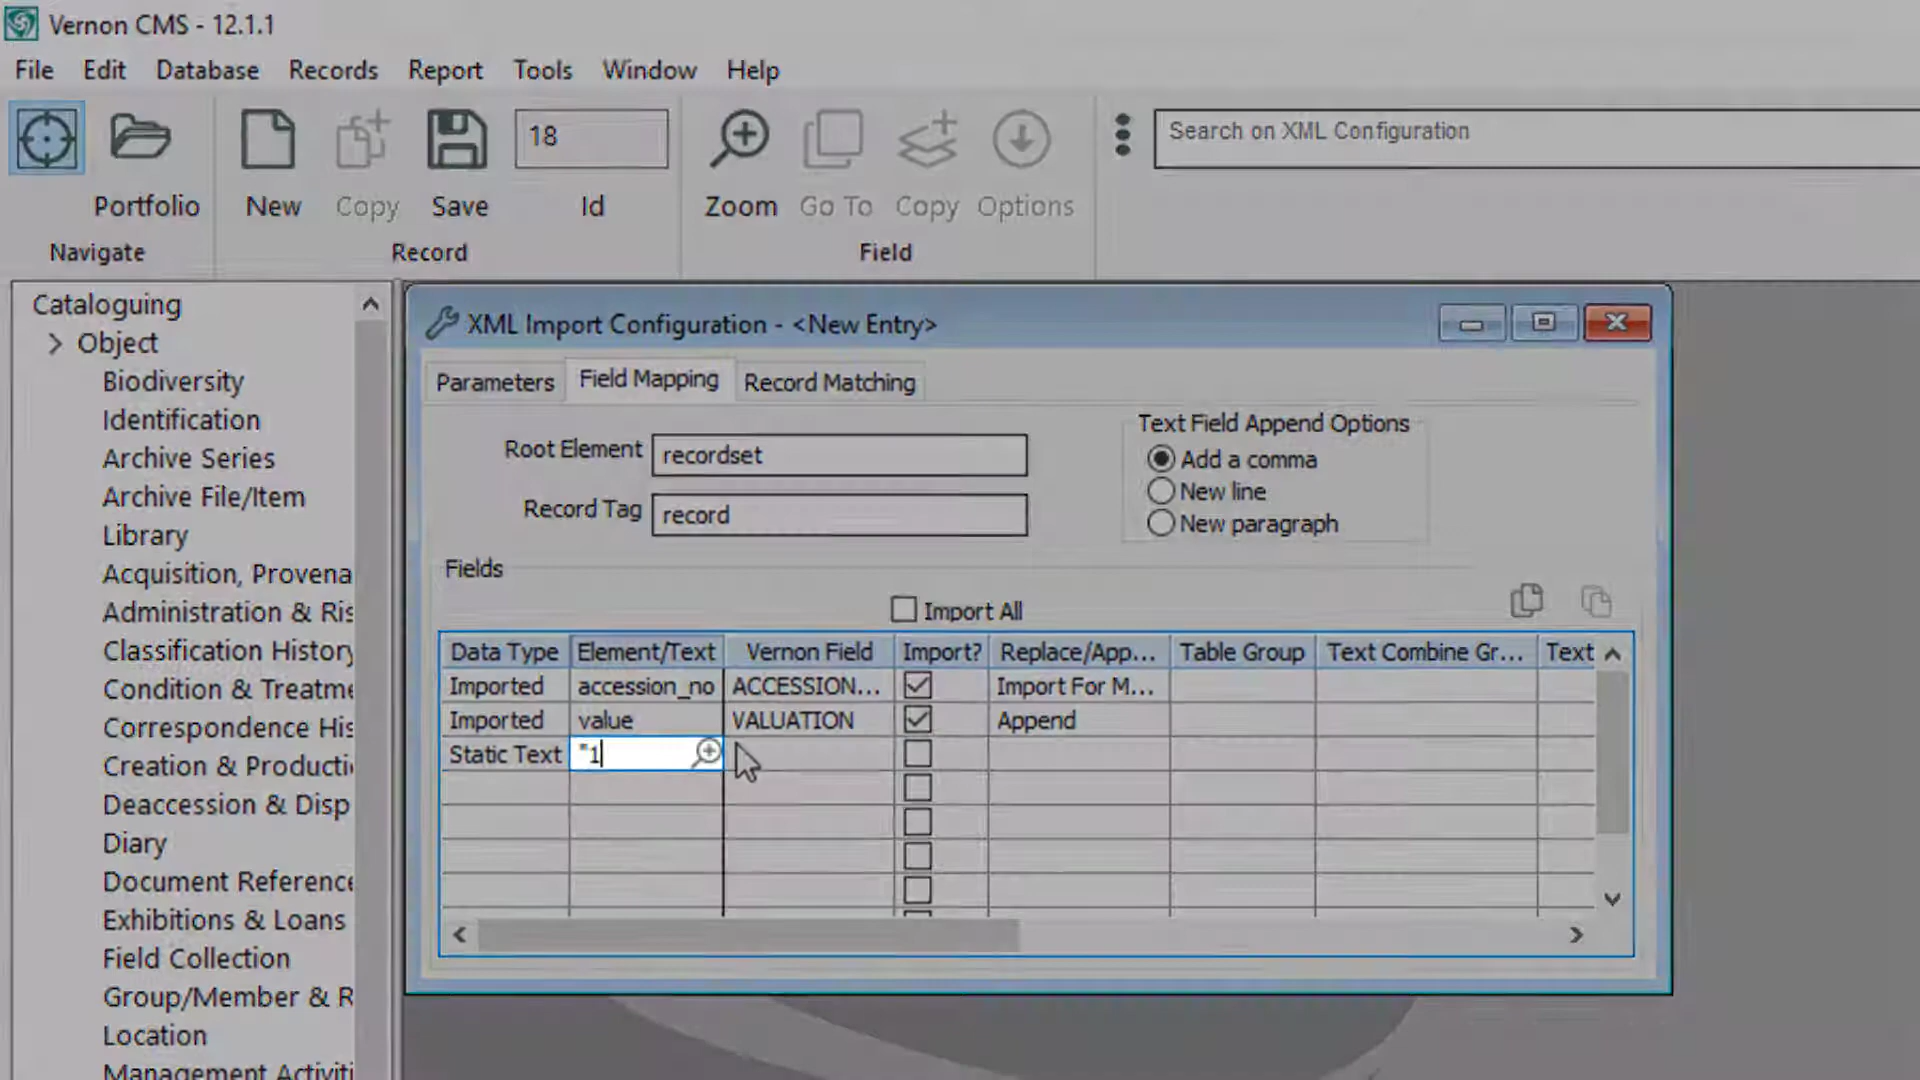 Vernon CMS - 12.1.1
File Edit Database Records Report Tools Window Help
18
Search on XML Configuration
Portfolio New Copy Save Id Zoom Go To Copy Options
Navigate Record Field
Cataloguing
Object
Biodiversity
Identification
Archive Series
Archive File/Item
Library
Acquisition, Provena
Administration & Ris
Classification History
Condition & Treatme
Correspondence His
Creation & Producti
Deaccession & Disp
Diary
Document Reference
Exhibitions & Loans
Field Collection
Group/Member & R
Location
Management Activiti
XML Import Configuration - <New Entry>
Parameters Field Mapping Record Matching
Root Element recordset
Record Tag record
Text Field Append Options
Add a comma
New line
New paragraph
Fields
Import All
Data Type Element/Text Vernon Field Import? Replace/App... Table Group Text Combine Gr... Text
Imported accession_no ACCESSION... Import For M...
Imported value VALUATION Append
Static Text "1